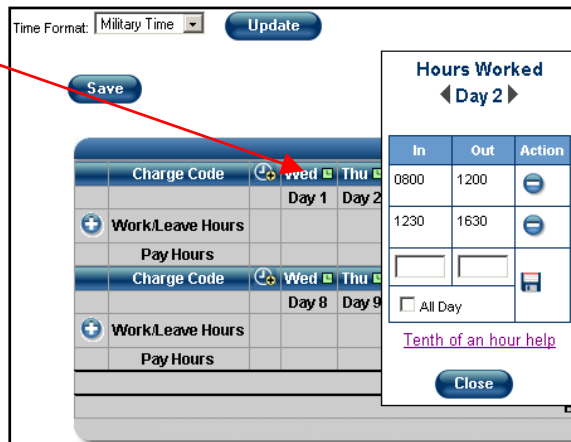 Time Format: Military Time Update
Save
Charge Code Wed Thu
Day 1 Day 2
Work/Leave Hours
Pay Hours
Charge Code Wed Thu
Day 8 Day 9
Work/Leave Hours
Pay Hours
Hours Worked
Day 2
In Out Action
0800 1200
1230 1630
All Day
Tenth of an hour help
Close